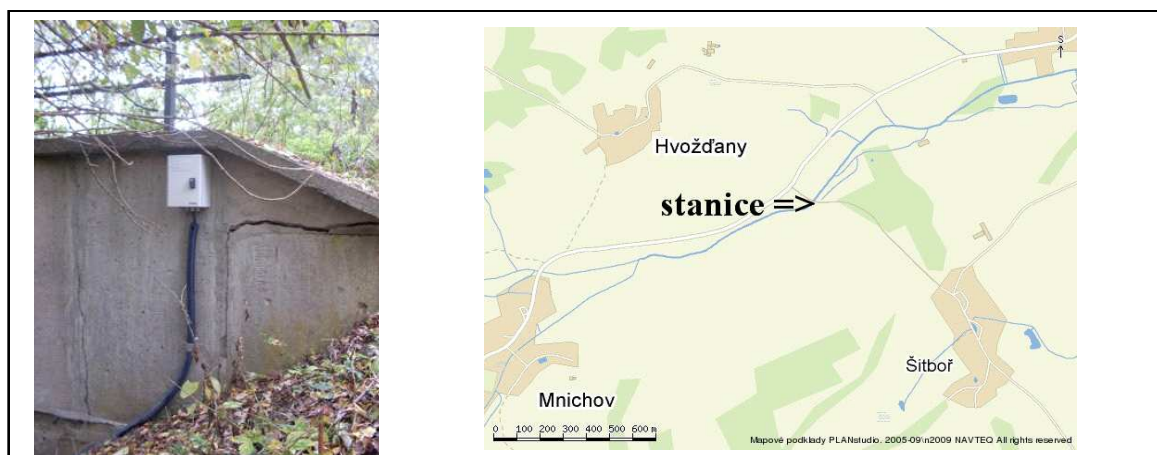 S
Hvožďany
stanice =>
Šitboř
Mnichov
0 100 200 300 400 500 600 m
Mapové podklady PLANstudio. 2005-09\n2009 NAVTEQ All rights reserved